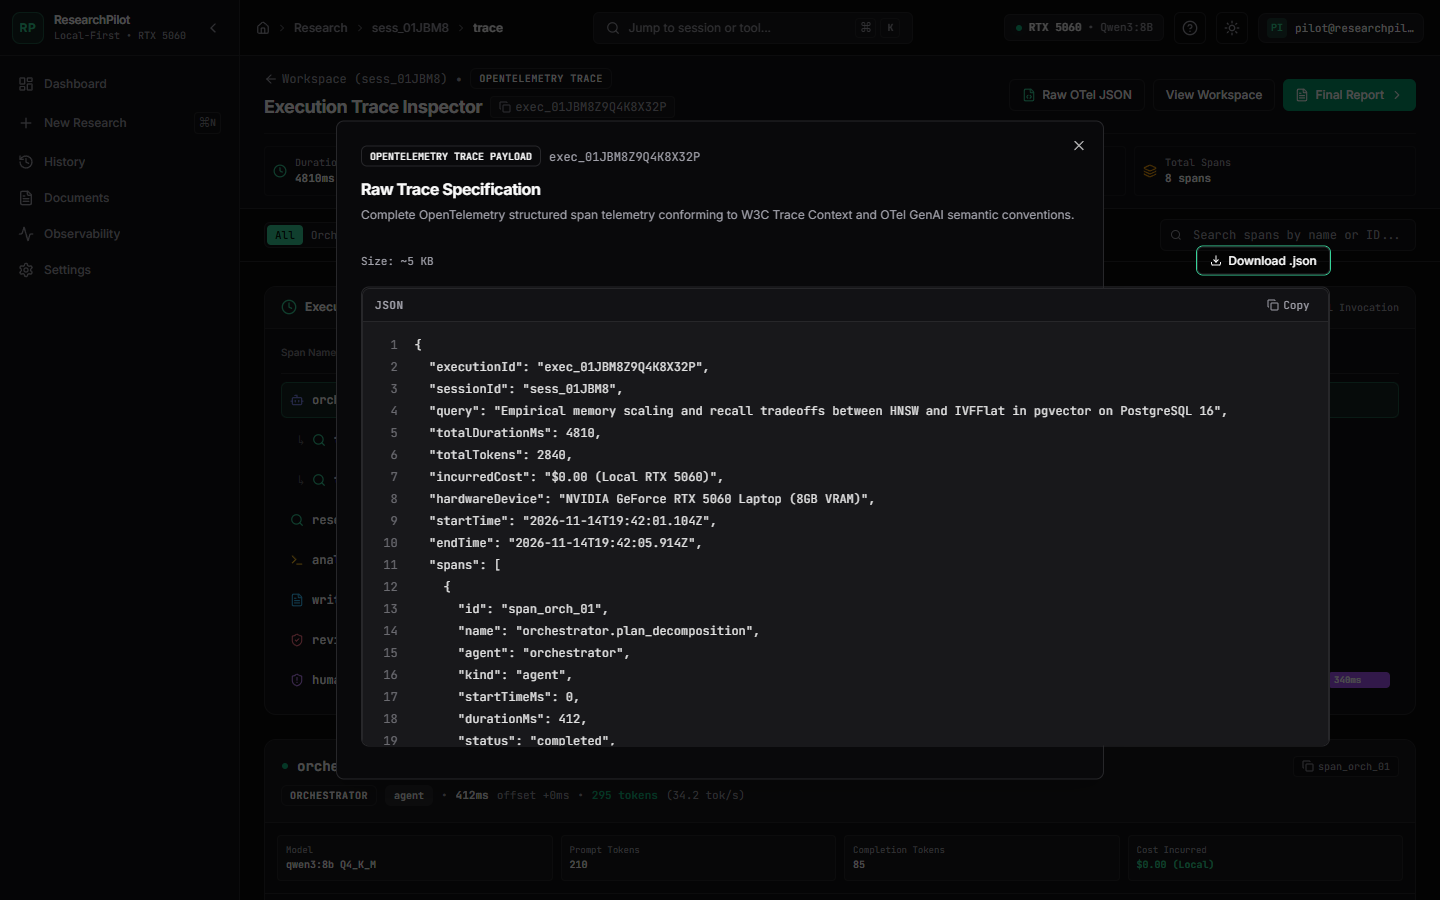 RP
ResearchPilot
Local-First • RTX 5060
Research
sess_01JBM8
trace
Jump to session or tool...
⌘ K
RTX 5060 • Qwen3:8B
PI
pilot@researchpil…
Dashboard
New Research
⌘N
History
Documents
Observability
Settings
← Workspace (sess_01JBM8) •
OPENTELEMETRY TRACE
Execution Trace Inspector
exec_01JBM8Z9Q4K8X32P
Raw OTel JSON
View Workspace
Final Report
4810ms
Total Spans
8 spans
All
Search spans by name or ID...
Invocation
Span Name
OPENTELEMETRY TRACE PAYLOAD
exec_01JBM8Z9Q4K8X32P
Raw Trace Specification
Complete OpenTelemetry structured span telemetry conforming to W3C Trace Context and OTel GenAI semantic conventions.
Size: ~5 KB
Download .json
JSON
Copy
1 {
2 "executionId": "exec_01JBM8Z9Q4K8X32P",
3 "sessionId": "sess_01JBM8",
4 "query": "Empirical memory scaling and recall tradeoffs between HNSW and IVFFlat in pgvector on PostgreSQL 16",
5 "totalDurationMs": 4810,
6 "totalTokens": 2840,
7 "incurredCost": "$0.00 (Local RTX 5060)",
8 "hardwareDevice": "NVIDIA GeForce RTX 5060 Laptop (8GB VRAM)",
9 "startTime": "2026-11-14T19:42:01.104Z",
10 "endTime": "2026-11-14T19:42:05.914Z",
11 "spans": [
12 {
13 "id": "span_orch_01",
14 "name": "orchestrator.plan_decomposition",
15 "agent": "orchestrator",
16 "kind": "agent",
17 "startTimeMs": 0,
18 "durationMs": 412,
19 "status": "completed",
340ms
span_orch_01
ORCHESTRATOR
agent
• 412ms offset +0ms • 295 tokens (34.2 tok/s)
Model
qwen3:8b Q4_K_M
Prompt Tokens
210
Completion Tokens
85
Cost Incurred
$0.00 (Local)